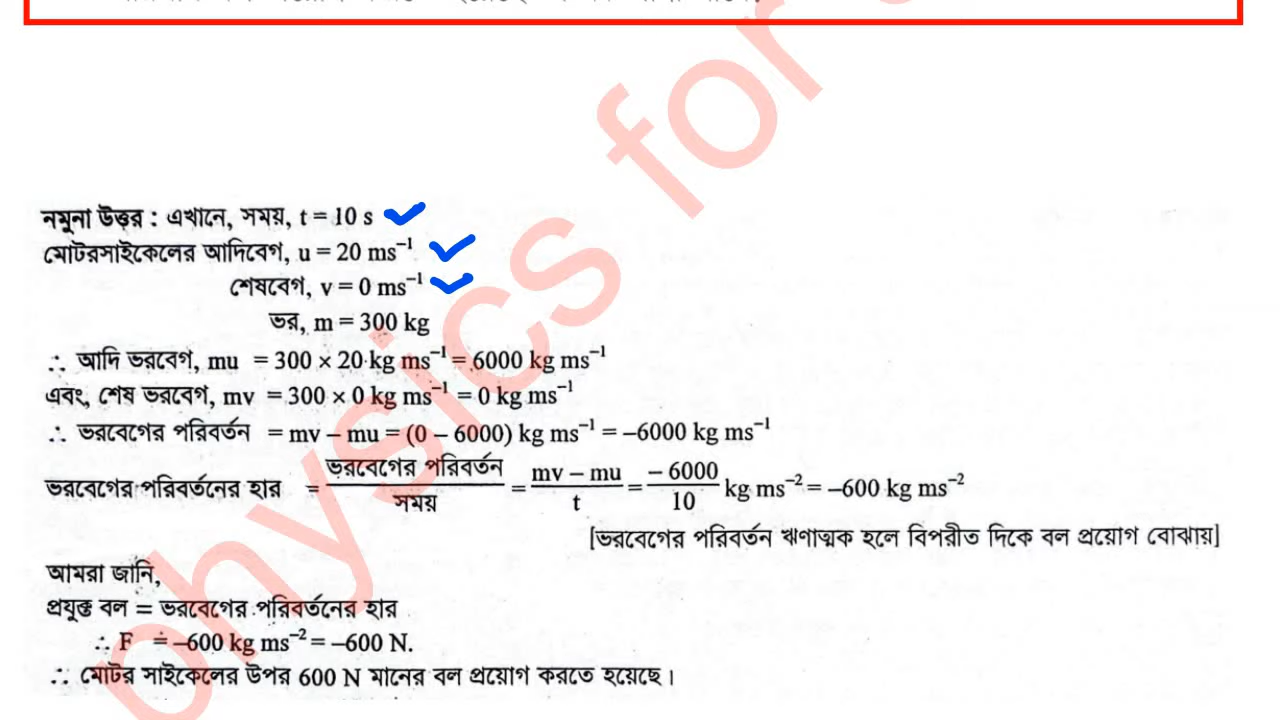 নমুনা উত্তর : এখানে, সময়, t = 10 s
মোটরসাইকেলের আদিবেগ, u = 20 ms⁻¹
শেষবেগ, v = 0 ms⁻¹
ভর, m = 300 kg
∴ আদি ভরবেগ, mu = 300 × 20 kg ms⁻¹ = 6000 kg ms⁻¹
এবং, শেষ ভরবেগ, mv = 300 × 0 kg ms⁻¹ = 0 kg ms⁻¹
∴ ভরবেগের পরিবর্তন = mv – mu = (0 – 6000) kg ms⁻¹ = –6000 kg ms⁻¹
ভরবেগের পরিবর্তনের হার = ভরবেগের পরিবর্তন / সময় = mv – mu / t = – 6000 / 10 kg ms⁻² = –600 kg ms⁻²
[ভরবেগের পরিবর্তন ঋণাত্মক হলে বিপরীত দিকে বল প্রয়োগ বোঝায়]
আমরা জানি,
প্রযুক্ত বল = ভরবেগের পরিবর্তনের হার
∴ F = –600 kg ms⁻² = –600 N.
∴ মোটর সাইকেলের উপর 600 N মানের বল প্রয়োগ করতে হয়েছে।
physics for